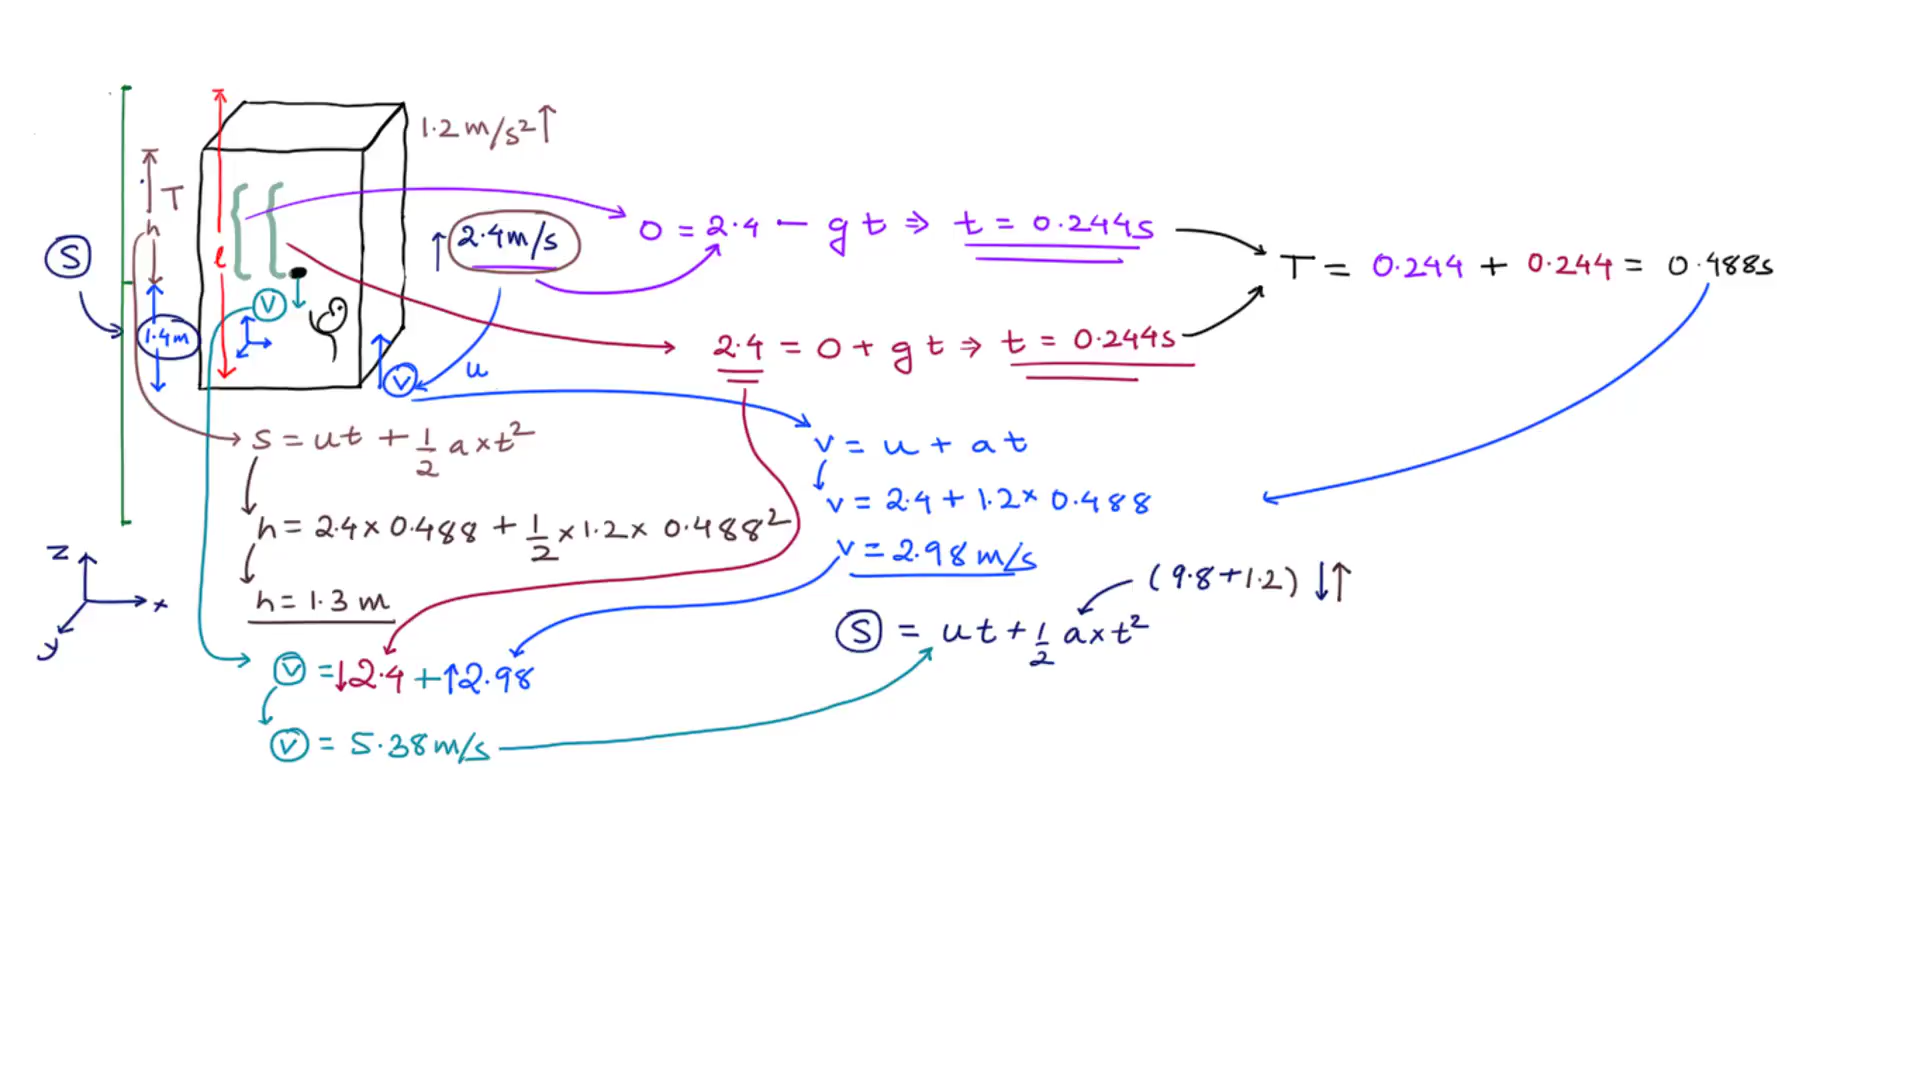 1.2 m/s² ↑
T
h
l
S
1.4m
V
↑ 2.4 m/s
V
u
0 = 2.4 - gt ⇒ t = 0.244s
2.4 = 0 + gt ⇒ t = 0.244s
T = 0.244 + 0.244 = 0.488s
s = ut + 1/2 a×t²
h = 2.4 × 0.488 + 1/2 × 1.2 × 0.488²
h = 1.3 m
v = u + at
v = 2.4 + 1.2 × 0.488
v = 2.98 m/s
(9.8+1.2) ↓↑
S = ut + 1/2 a×t²
z
x
y
V = ↓2.4 + ↑2.98
V = 5.38 m/s